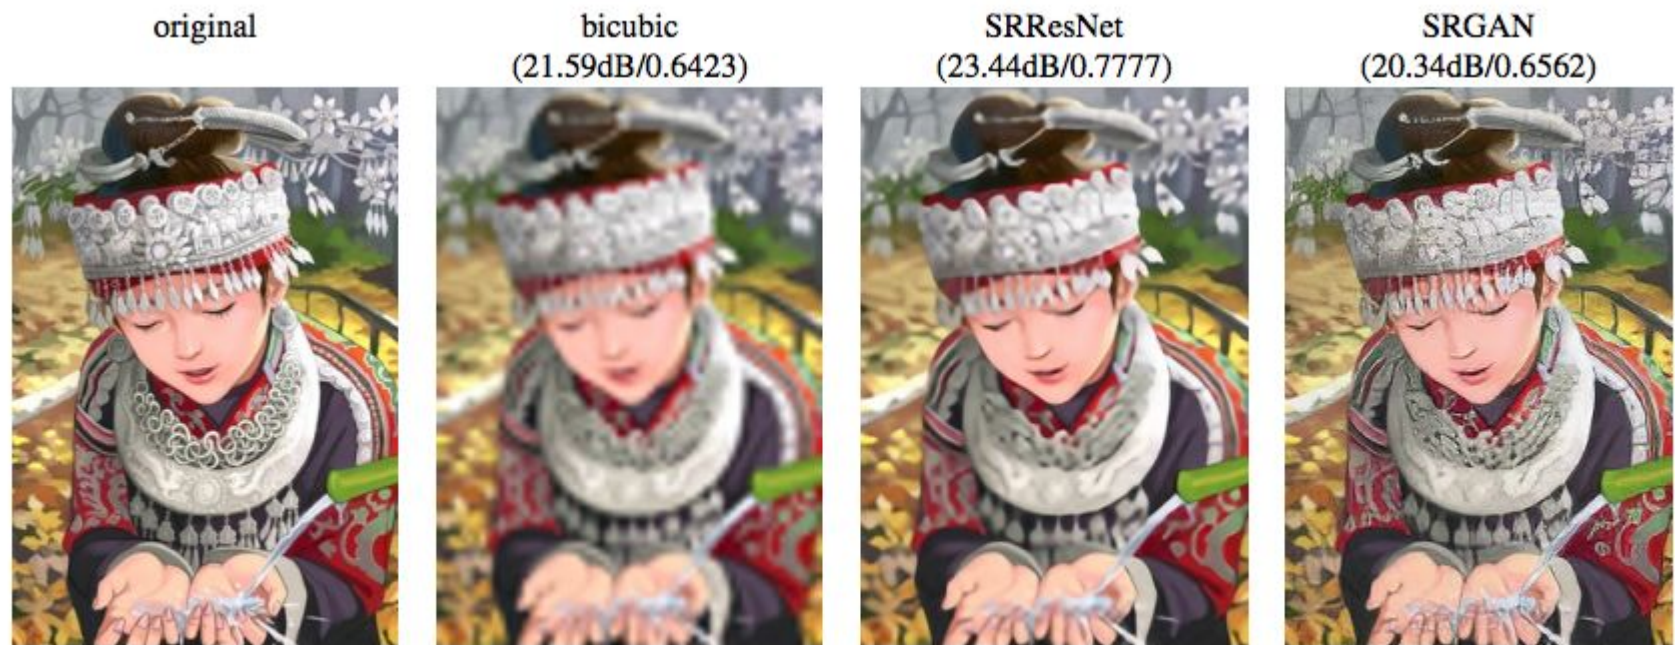 original
bicubic
(21.59dB/0.6423)
SRResNet
(23.44dB/0.7777)
SRGAN
(20.34dB/0.6562)